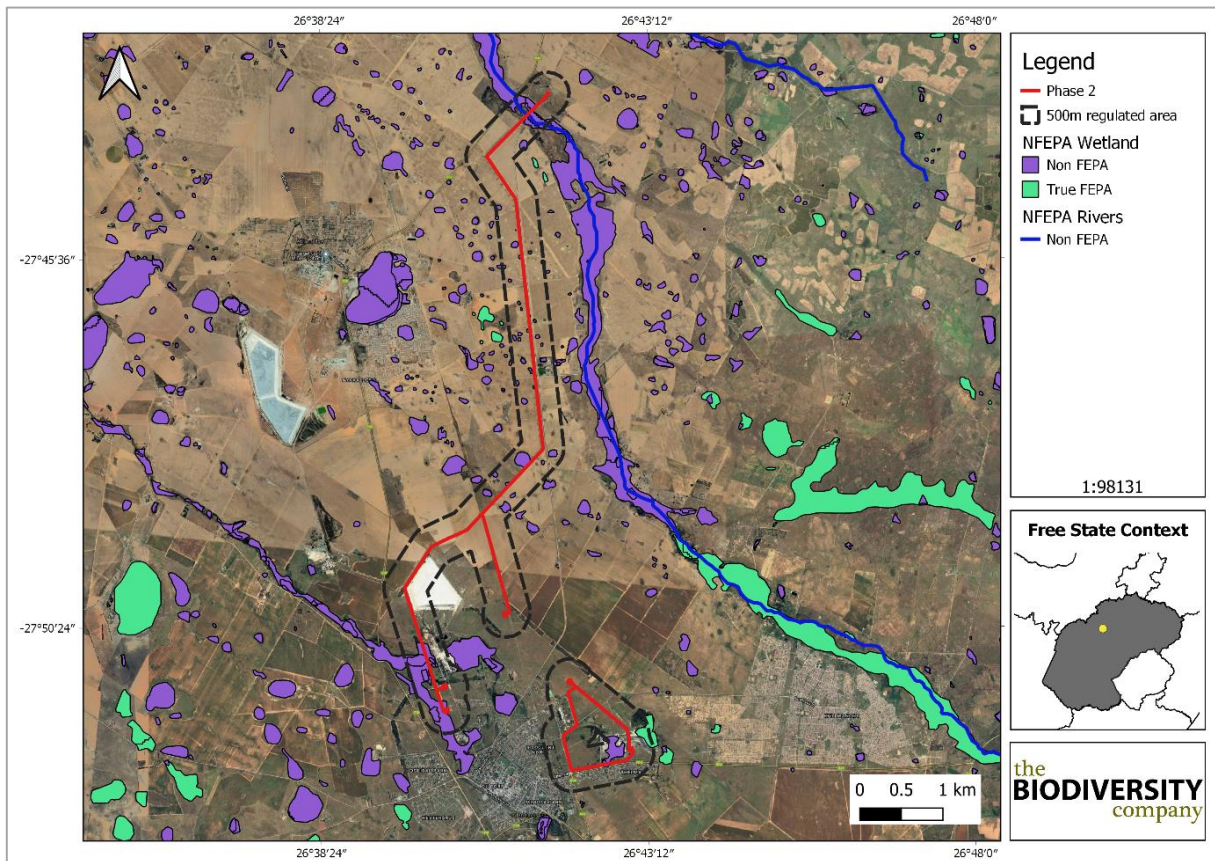 26°38′24″
26°43′12″
26°48′0″
-27°45′36″
-27°50′24″
26°38′24″
26°43′12″
26°48′0″
0
0.5
1 km
Legend
Phase 2
500m regulated area
NFEPA Wetland
Non FEPA
True FEPA
NFEPA Rivers
Non FEPA
1:98131
Free State Context
the
BIODIVERSITY
company